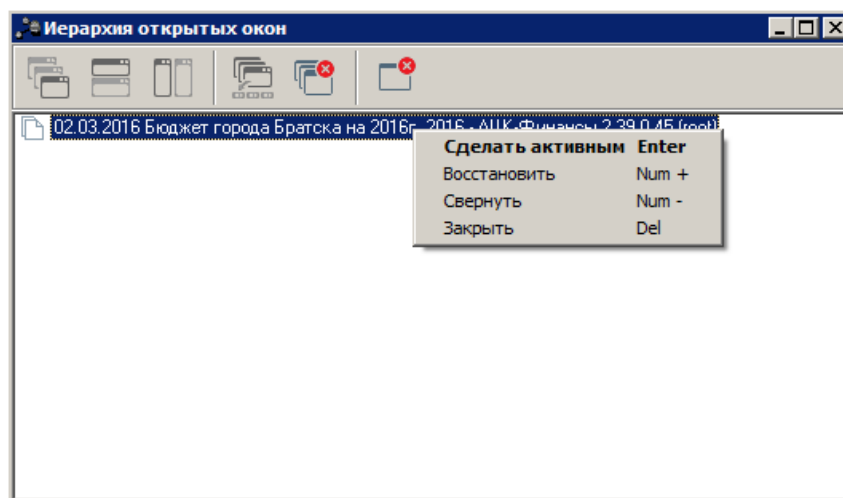 Иерархия открытых окон
02.03.2016 Бюджет города Братска на 2016г. 2016 - АЦК-Финансы 2.39.0.45 (root)
Сделать активным Enter
Восстановить Num +
Свернуть Num -
Закрыть Del